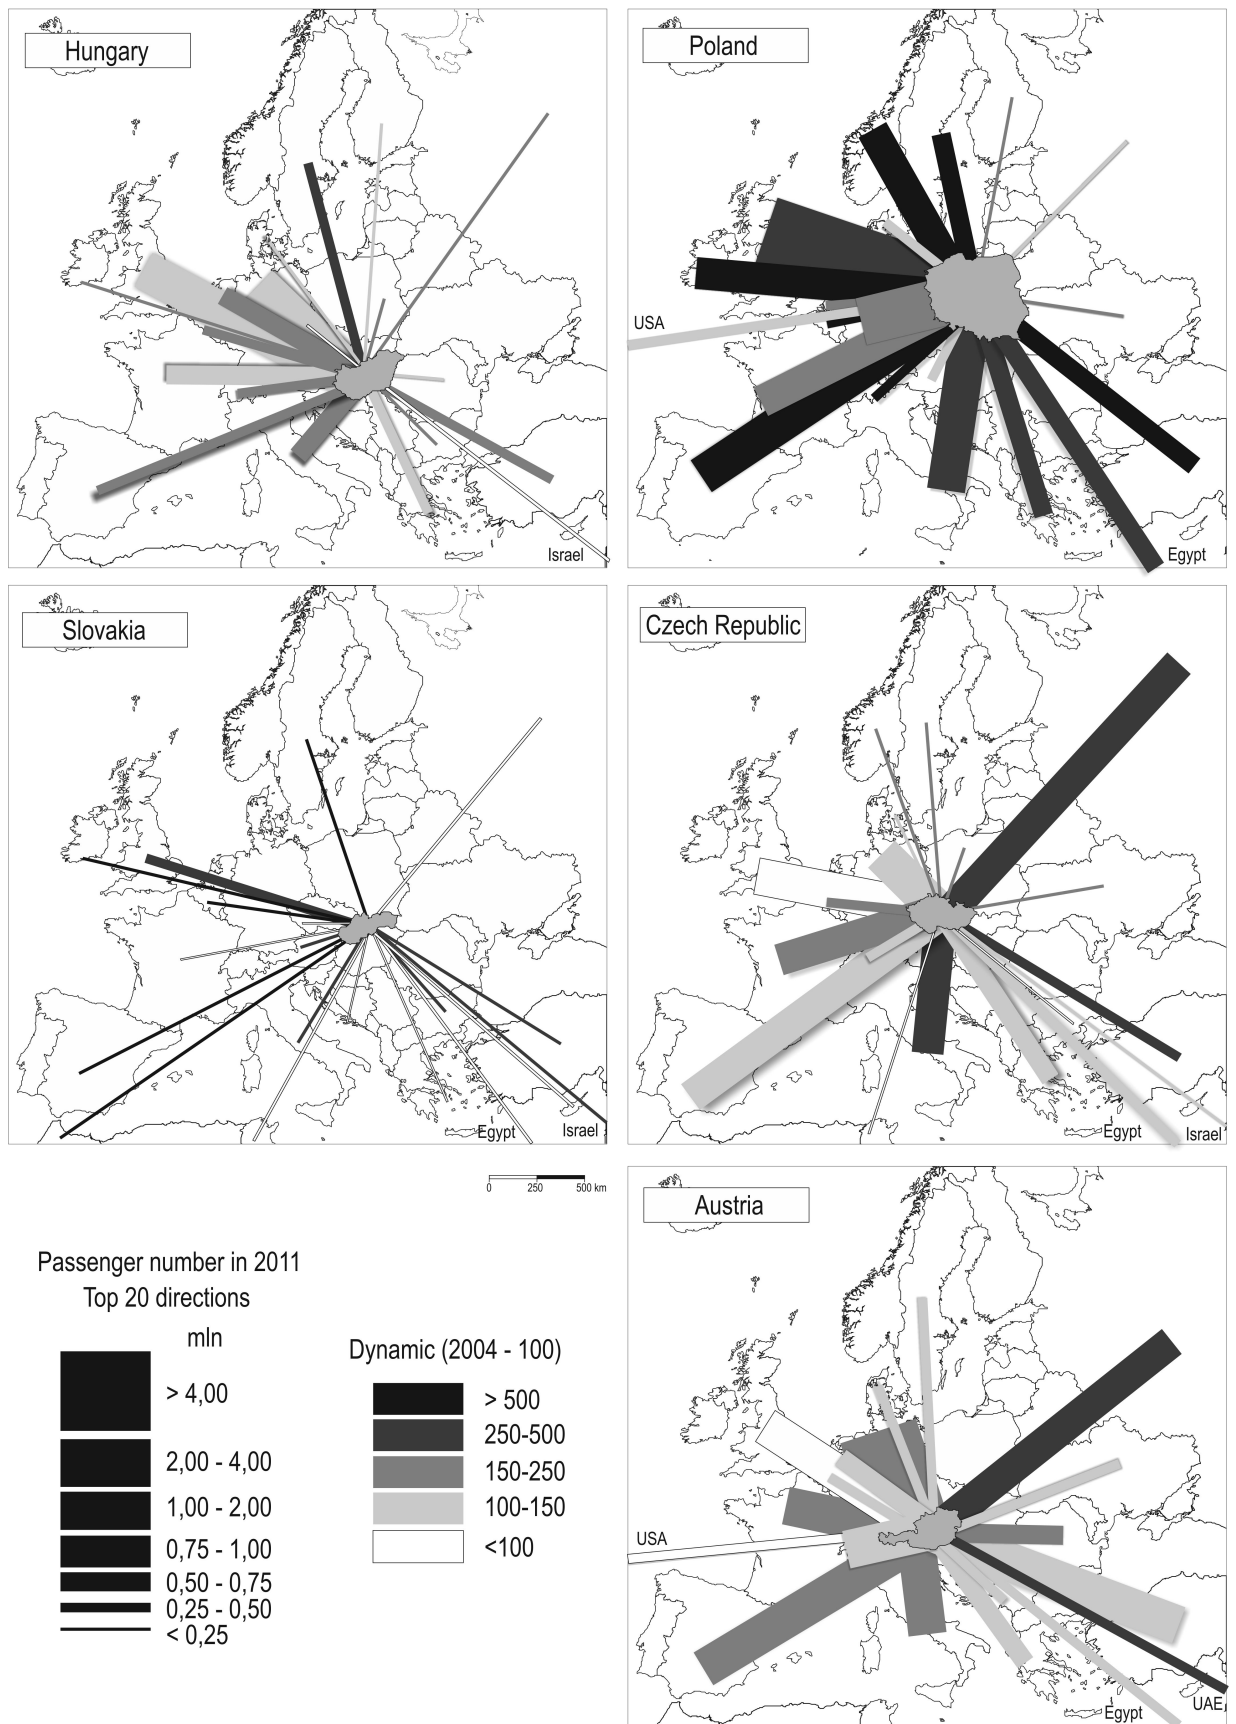 Hungary
Poland
USA
Israel
Egypt
Slovakia
Czech Republic
Egypt
Israel
Egypt
Israel
0 250 500 km
Austria
Passenger number in 2011
Top 20 directions
mln
> 4,00
2,00 - 4,00
1,00 - 2,00
0,75 - 1,00
0,50 - 0,75
0,25 - 0,50
< 0,25
Dynamic (2004 - 100)
> 500
250-500
150-250
100-150
<100
USA
UAE
Egypt